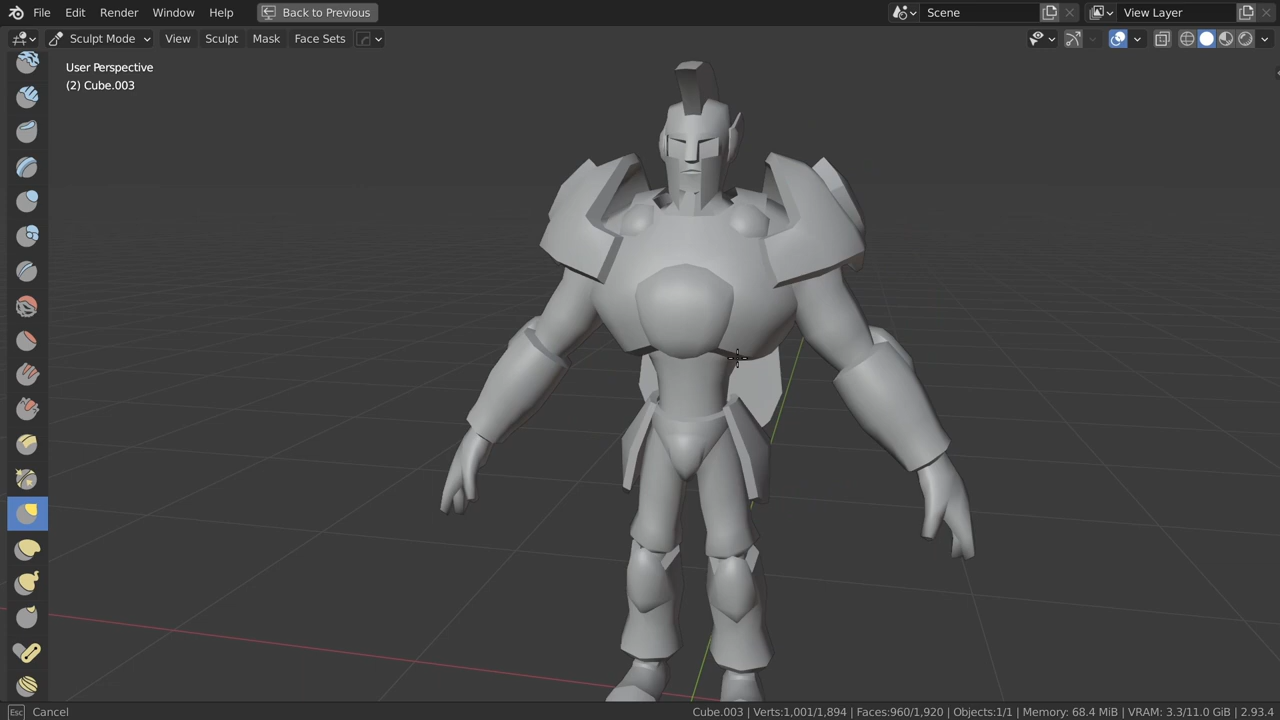 File Edit Render Window Help Back to Previous Scene View Layer
Sculpt Mode View Sculpt Mask Face Sets
User Perspective
(2) Cube.003
Esc Cancel Cube.003 | Verts:1,001/1,894 | Faces:960/1,920 | Objects:1/1 | Memory: 68.4 MiB | VRAM: 3.3/11.0 GiB | 2.93.4